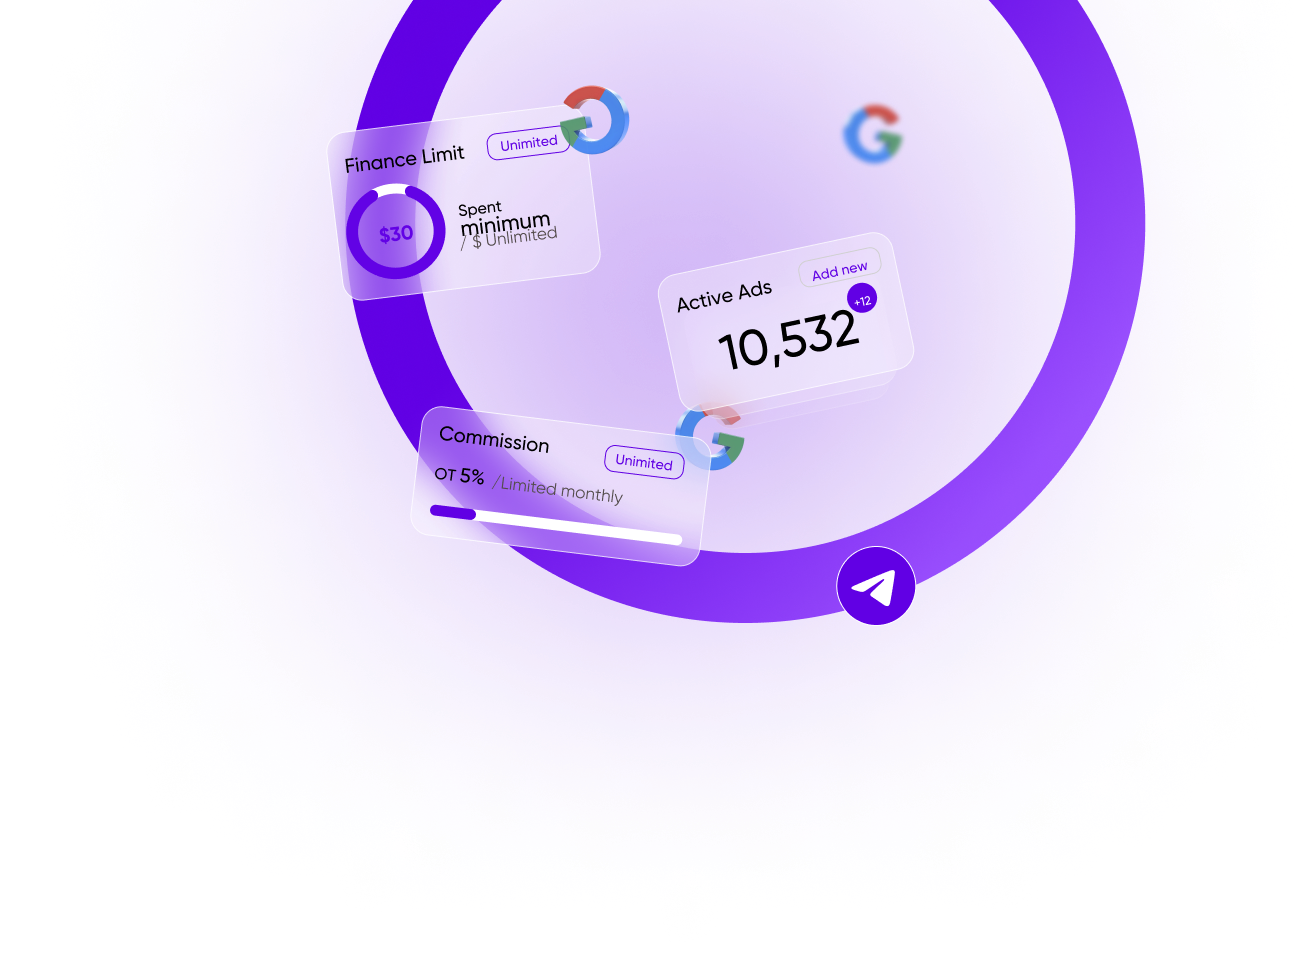 Finance Limit
Unimited
$30
Spent
minimum
/ $ Unlimited
Active Ads
Add new
+12
10,532
Commission
Unimited
ОТ 5% /Limited monthly